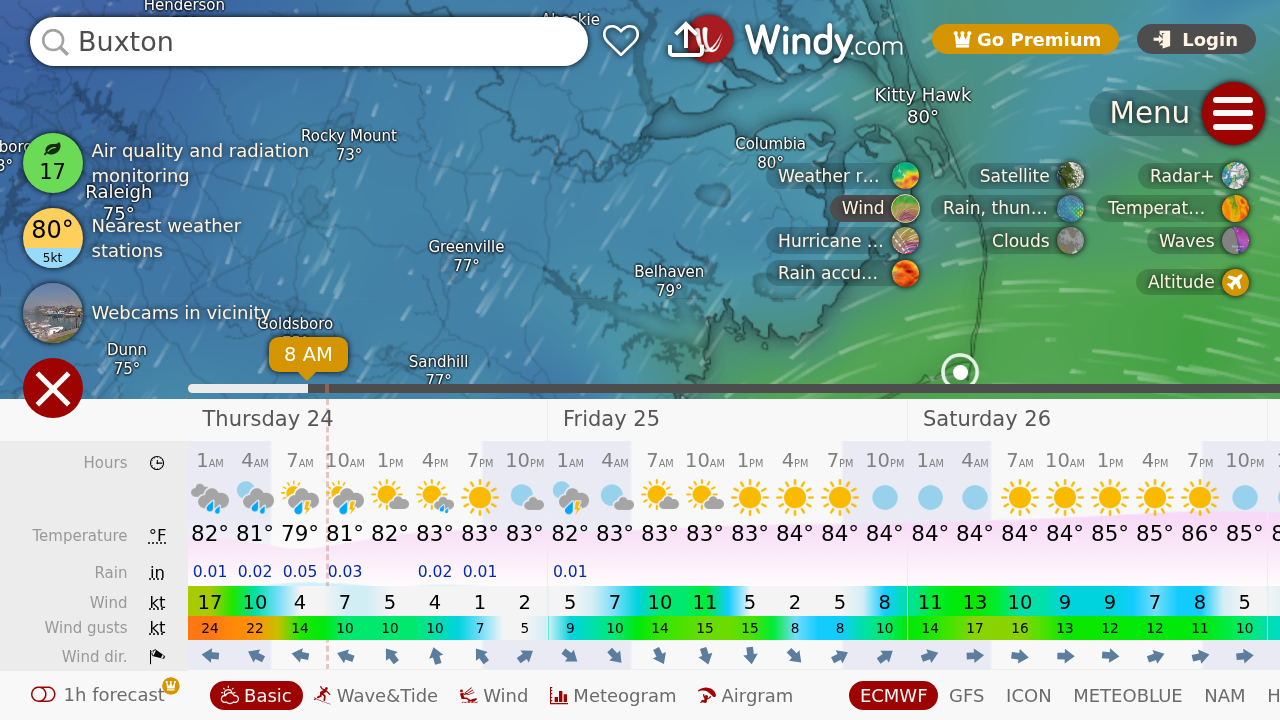 Henderson
Buxton
Windy.com
Go Premium
Login
Kitty Hawk
80°
Menu
Rocky Mount
73°
Columbia
80°
17
Air quality and radiation
monitoring
Raleigh
75°
Weather r...
Satellite
Radar+
Wind
Rain, thun...
Temperat...
80°
5kt
Nearest weather
stations
Greenville
77°
Hurricane ...
Clouds
Waves
Belhaven
79°
Rain accu...
Altitude
Webcams in vicinity
Goldsboro
Dunn
75°
8 AM
Sandhill
77°
Thursday 24
Friday 25
Saturday 26
Hours 1AM 4AM 7AM 10AM 1PM 4PM 7PM 10PM 1AM 4AM 7AM 10AM 1PM 4PM 7PM 10PM 1AM 4AM 7AM 10AM 1PM 4PM 7PM 10PM
Temperature °F 82° 81° 79° 81° 82° 83° 83° 83° 82° 83° 83° 83° 83° 84° 84° 84° 84° 84° 84° 84° 85° 85° 86° 85°
Rain in 0.01 0.02 0.05 0.03 0.02 0.01 0.01
Wind kt 17 10 4 7 5 4 1 2 5 7 10 11 5 2 5 8 11 13 10 9 9 7 8 5
Wind gusts kt 24 22 14 10 10 10 7 5 9 10 14 15 15 8 8 10 14 17 16 13 12 12 11 10
Wind dir.
1h forecast
Basic
Wave&Tide
Wind
Meteogram
Airgram
ECMWF
GFS
ICON
METEOBLUE
NAM